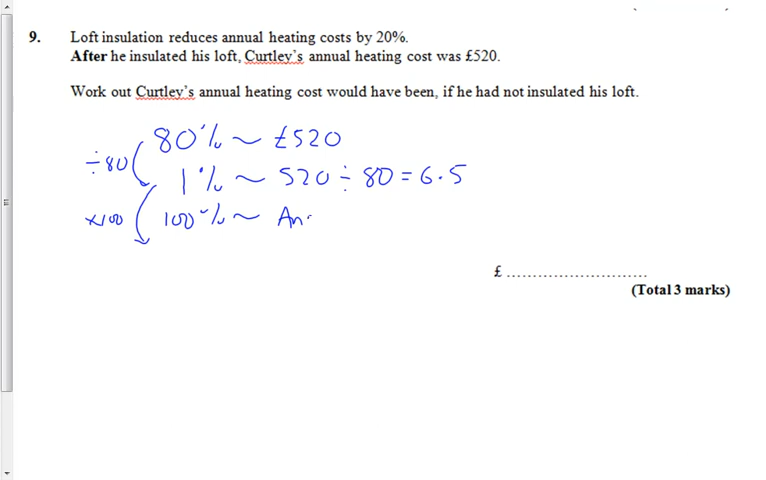 9. Loft insulation reduces annual heating costs by 20%.
After he insulated his loft, Curtley's annual heating cost was £520.
Work out Curtley's annual heating cost would have been, if he had not insulated his loft.
80% ~ £520
÷80
1% ~ 520 ÷ 80 = 6.5
×100 100% ~ An
£ ..............................
(Total 3 marks)